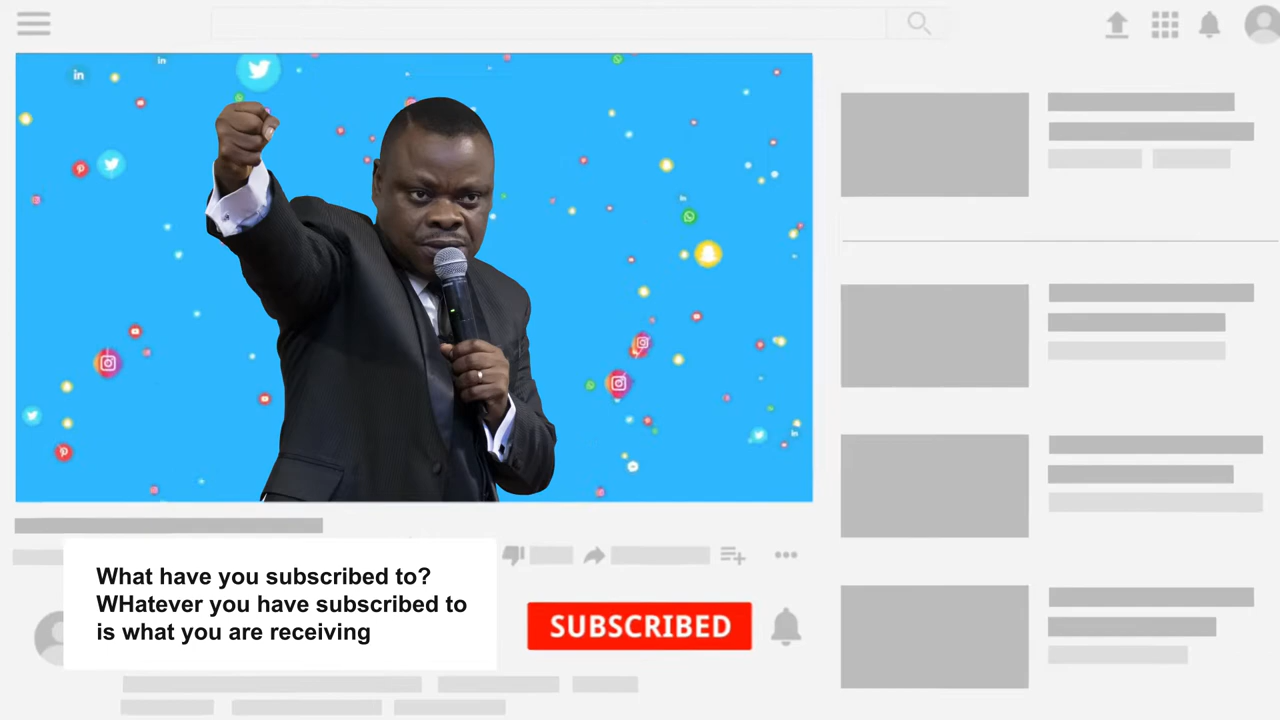 What have you subscribed to?
WHatever you have subscribed to
is what you are receiving
SUBSCRIBED